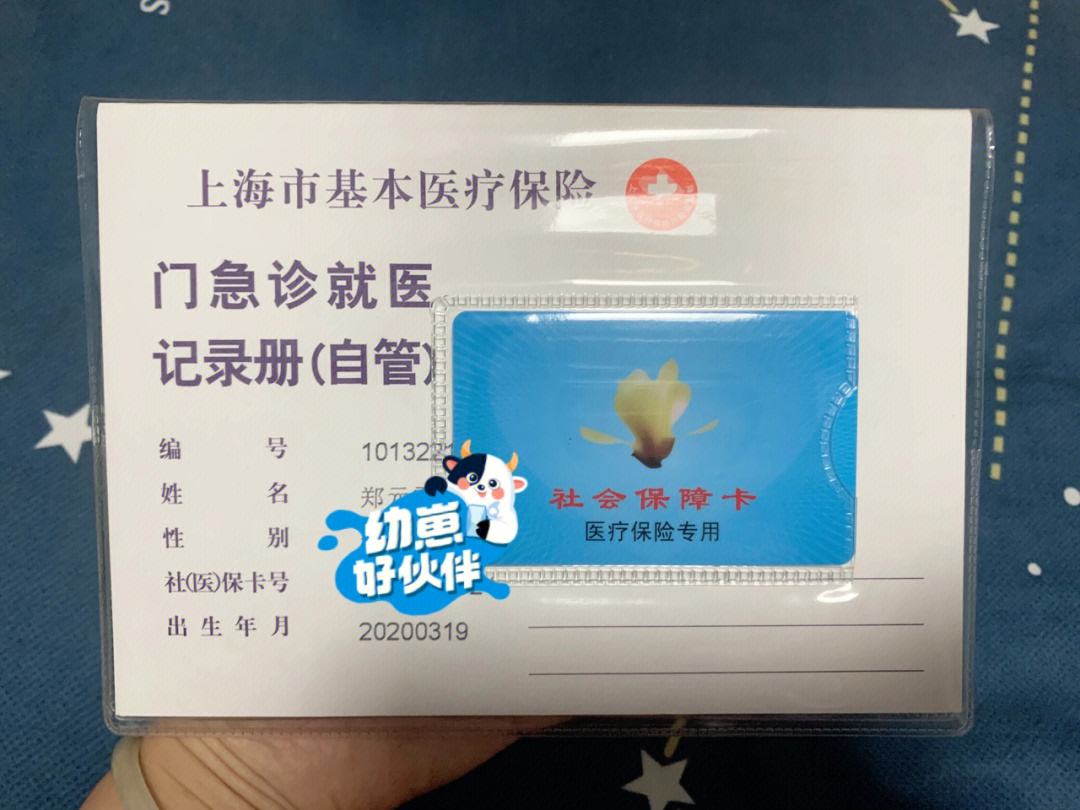 上海市基本医疗保险
门急诊就医
记录册(自管)
社会保障卡
医疗保险专用
编号 101322
姓名 郑元
性别
社(医)保卡号
出生年月 20200319
幼崽
好伙伴